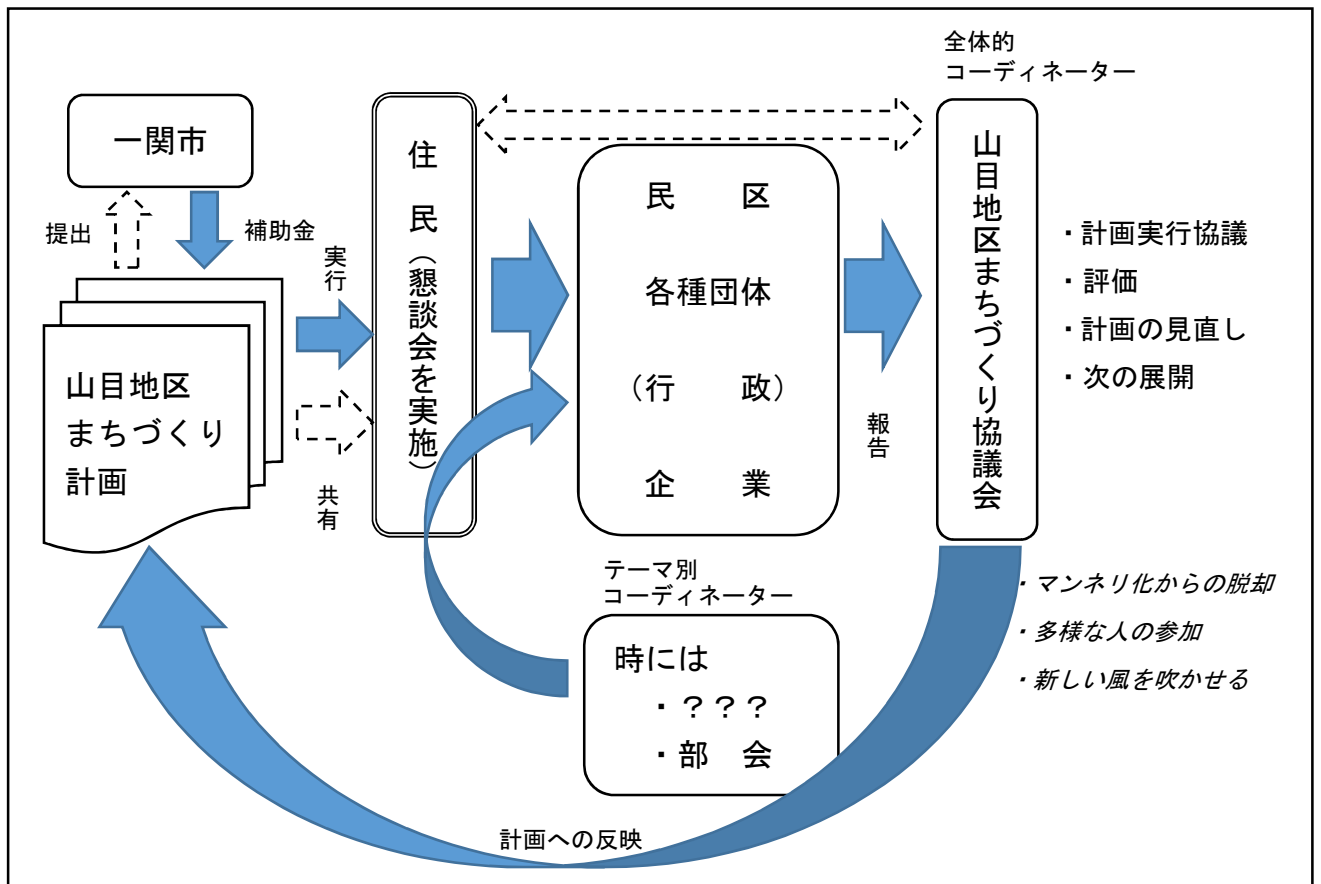 全体的
コーディネーター
一関市
提出
補助金
山目地区
まちづくり
計画
実行
共有
住民(懇談会を実施)
民　　区
各種団体
(行　　政)
企　　業
報告
山目地区まちづくり協議会
・計画実行協議
・評価
・計画の見直し
・次の展開
テーマ別
コーディネーター
時には
・？？？
・部　会
・マンネリ化からの脱却
・多様な人の参加
・新しい風を吹かせる
計画への反映